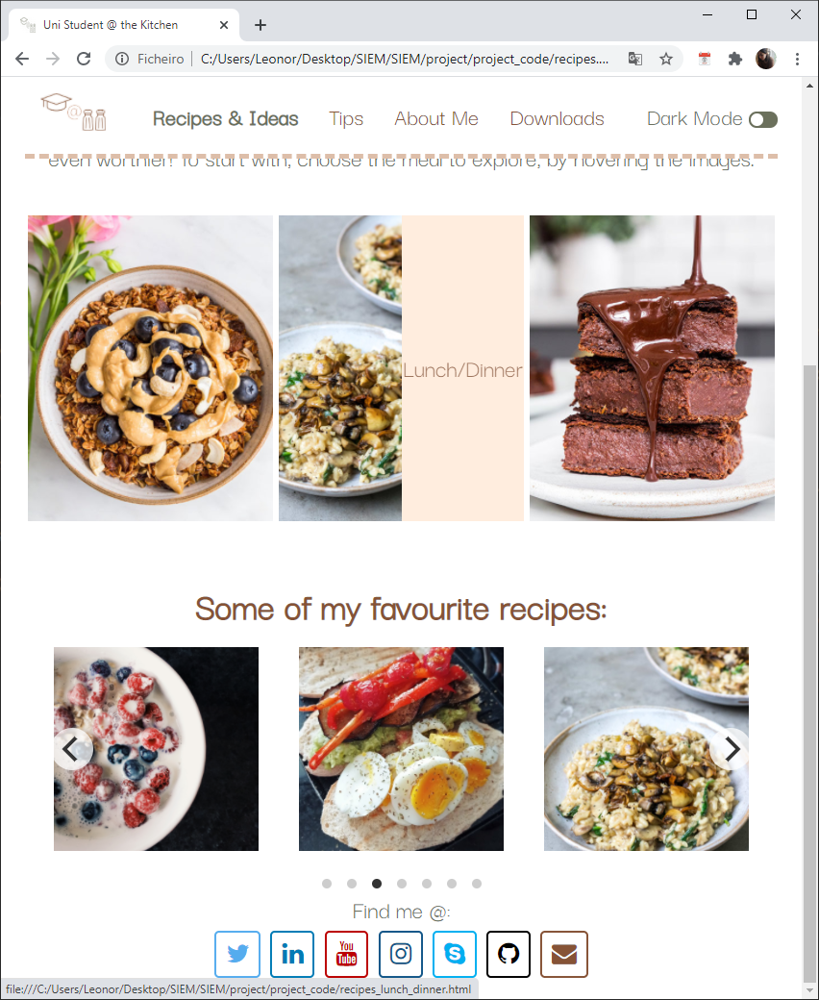 Uni Student @ the Kitchen
Ficheiro | C:/Users/Leonor/Desktop/SIEM/SIEM/project/project_code/recipes....
@
Recipes & Ideas Tips About Me Downloads Dark Mode
even worthier! To start with, choose the meal to explore, by hovering the images.
Lunch/Dinner
Some of my favourite recipes:
Find me @:
You
Tube
file:///C:/Users/Leonor/Desktop/SIEM/SIEM/project/project_code/recipes_lunch_dinner.html